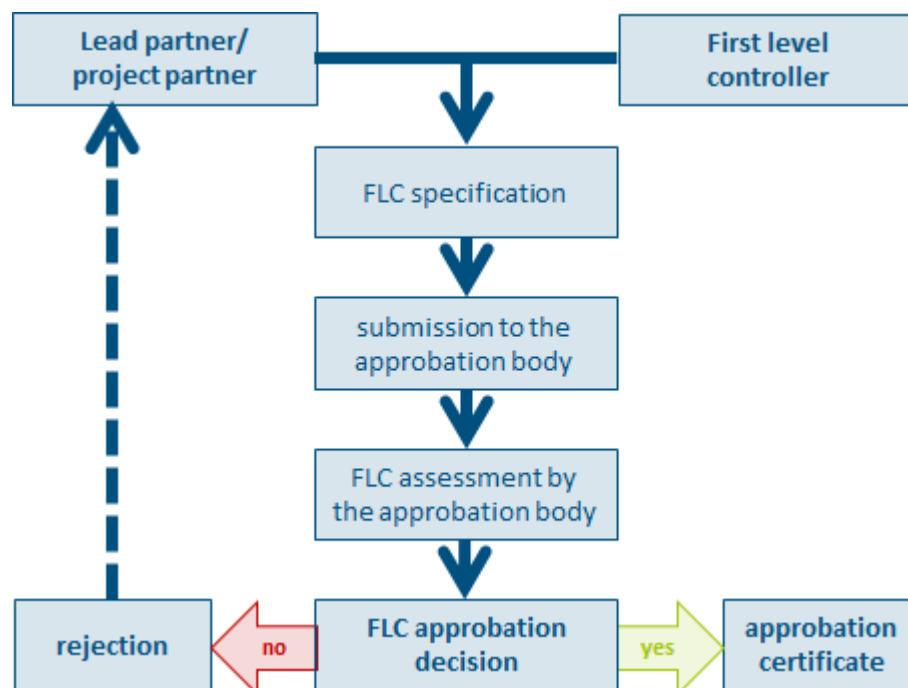 Lead partner/
project partner
First level
controller
FLC specification
submission to the
approbation body
FLC assessment by
the approbation body
rejection
no
FLC approbation
decision
yes
approbation
certificate